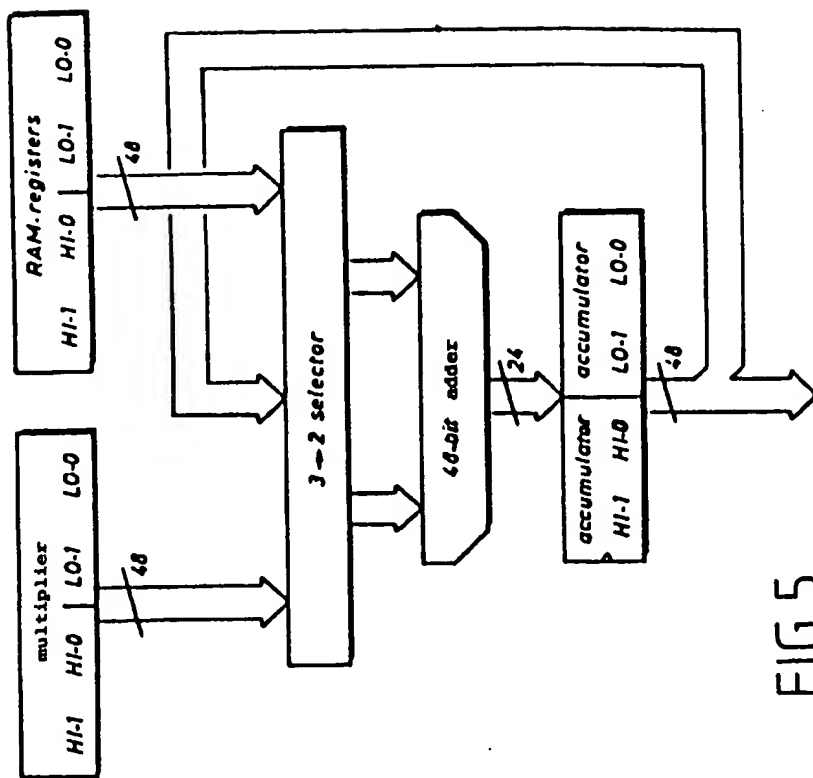 multiplier
HI-1 HI-0 LO-1 LO-0
48
RAM-registers
HI-1 HI-0 LO-1 LO-0
48
3→2 selector
48-bit adder
24
accumulator accumulator
HI-1 HI-0 LO-1 LO-0
48
FIG.5